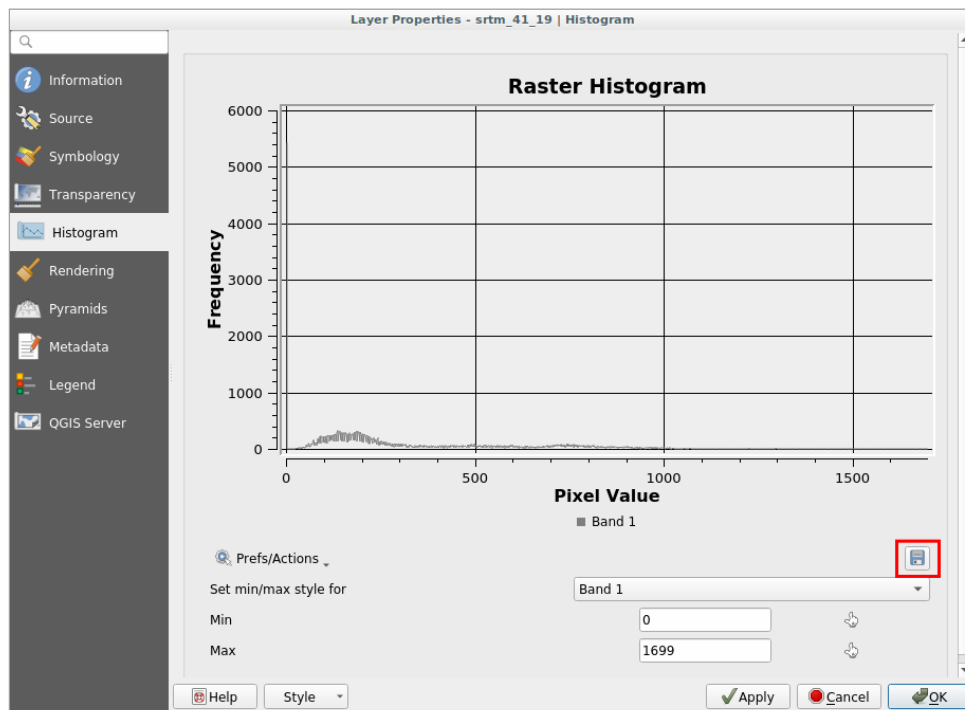 Layer Properties - srtm_41_19 | Histogram
Information
Source
Symbology
Transparency
Histogram
Rendering
Pyramids
Metadata
Legend
QGIS Server
Raster Histogram
Frequency
6000
5000
4000
3000
2000
1000
0
0 500 1000 1500
Pixel Value
Band 1
Prefs/Actions
Set min/max style for Band 1
Min 0
Max 1699
Help Style Apply Cancel OK